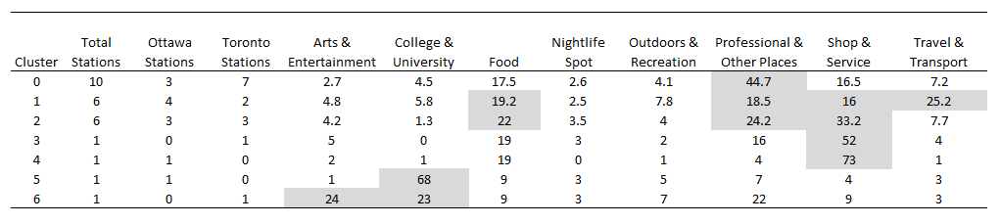 Total Ottawa Toronto Arts & College & Nightlife Outdoors & Professional & Shop & Travel &
Cluster Stations Stations Stations Entertainment University Food Spot Recreation Other Places Service Transport
0 10 3 7 2.7 4.5 17.5 2.6 4.1 44.7 16.5 7.2
1 6 4 2 4.8 5.8 19.2 2.5 7.8 18.5 16 25.2
2 6 3 3 4.2 1.3 22 3.5 4 24.2 33.2 7.7
3 1 0 1 5 0 19 3 2 16 52 4
4 1 1 0 2 1 19 0 1 4 73 1
5 1 1 0 1 68 9 3 5 7 4 3
6 1 0 1 24 23 9 3 7 22 9 3